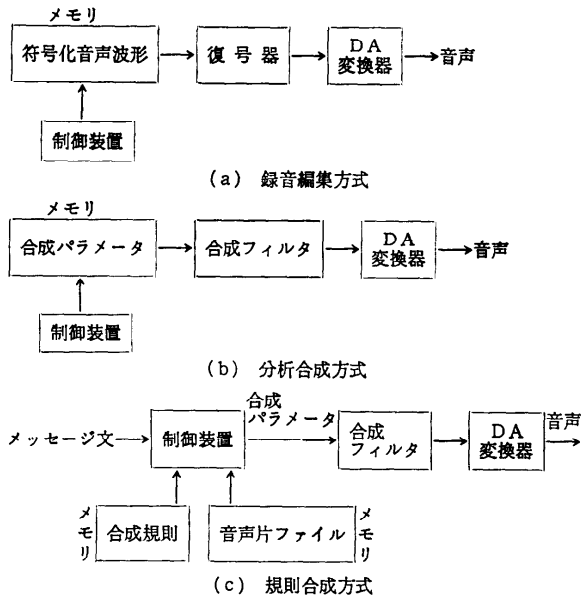 メモリ
符号化音声波形
復号器
DA
変換器
音声
制御装置
(a) 録音編集方式
メモリ
合成パラメータ
合成フィルタ
DA
変換器
音声
制御装置
(b) 分析合成方式
メッセージ文
制御装置
合成
パラメータ
合成
フィルタ
DA
変換器
音声
メモリ
合成規則
音声片ファイル
メモリ
(c) 規則合成方式